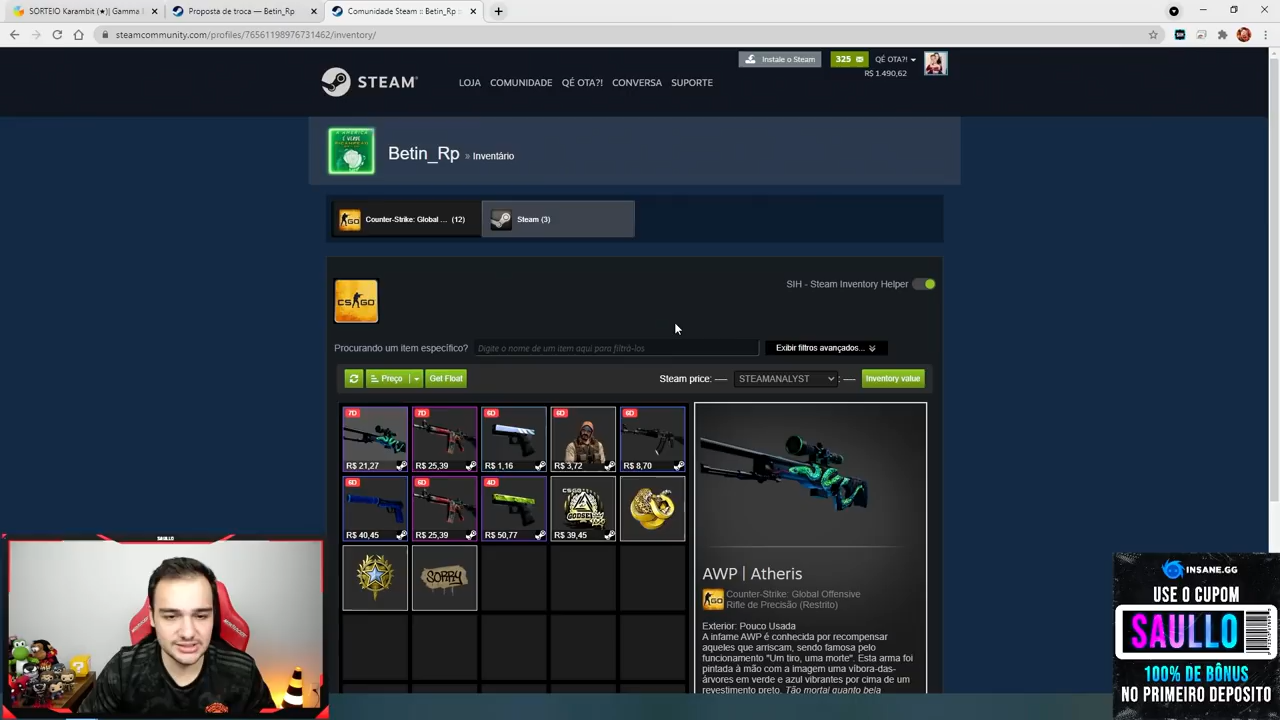 SORTEIO Karambit (★)| Gamma
Proposta de troca — Betin_Rp
Comunidade Steam :: Betin_Rp ::
steamcommunity.com/profiles/76561198976731462/inventory/
STEAM
LOJA COMUNIDADE QÉ OTA?! CONVERSA SUPORTE
Instale o Steam
325
QÉ OTA?!
R$ 1.490,62
Betin_Rp » Inventário
Counter-Strike: Global ... (12)
Steam (3)
CS GO
SIH - Steam Inventory Helper
Procurando um item específico? Digite o nome de um item aqui para filtrá-los
Exibir filtros avançados...
Preço
Get Float
Steam price: ---- STEAMANALYST : ----
Inventory value
7D 7D 6D 6D 6D
R$ 21,27 R$ 25,39 R$ 1,16 R$ 3,72 R$ 8,70
6D 6D 4D
R$ 40,45 R$ 25,39 R$ 50,77 R$ 39,45
SORRY
AWP | Atheris
Counter-Strike: Global Offensive
Rifle de Precisão (Restrito)
Exterior: Pouco Usada
A infame AWP é conhecida por recompensar
aqueles que arriscam, sendo famosa pelo
funcionamento "Um tiro, uma morte". Esta arma foi
pintada à mão com a imagem uma víbora-das-
árvores em verde e azul vibrantes por cima de um
revestimento preto. Tão mortal quanto bela
SAULLO
INSANE.GG
USE O CUPOM
SAULLO
100% DE BÔNUS
NO PRIMEIRO DEPOSITO